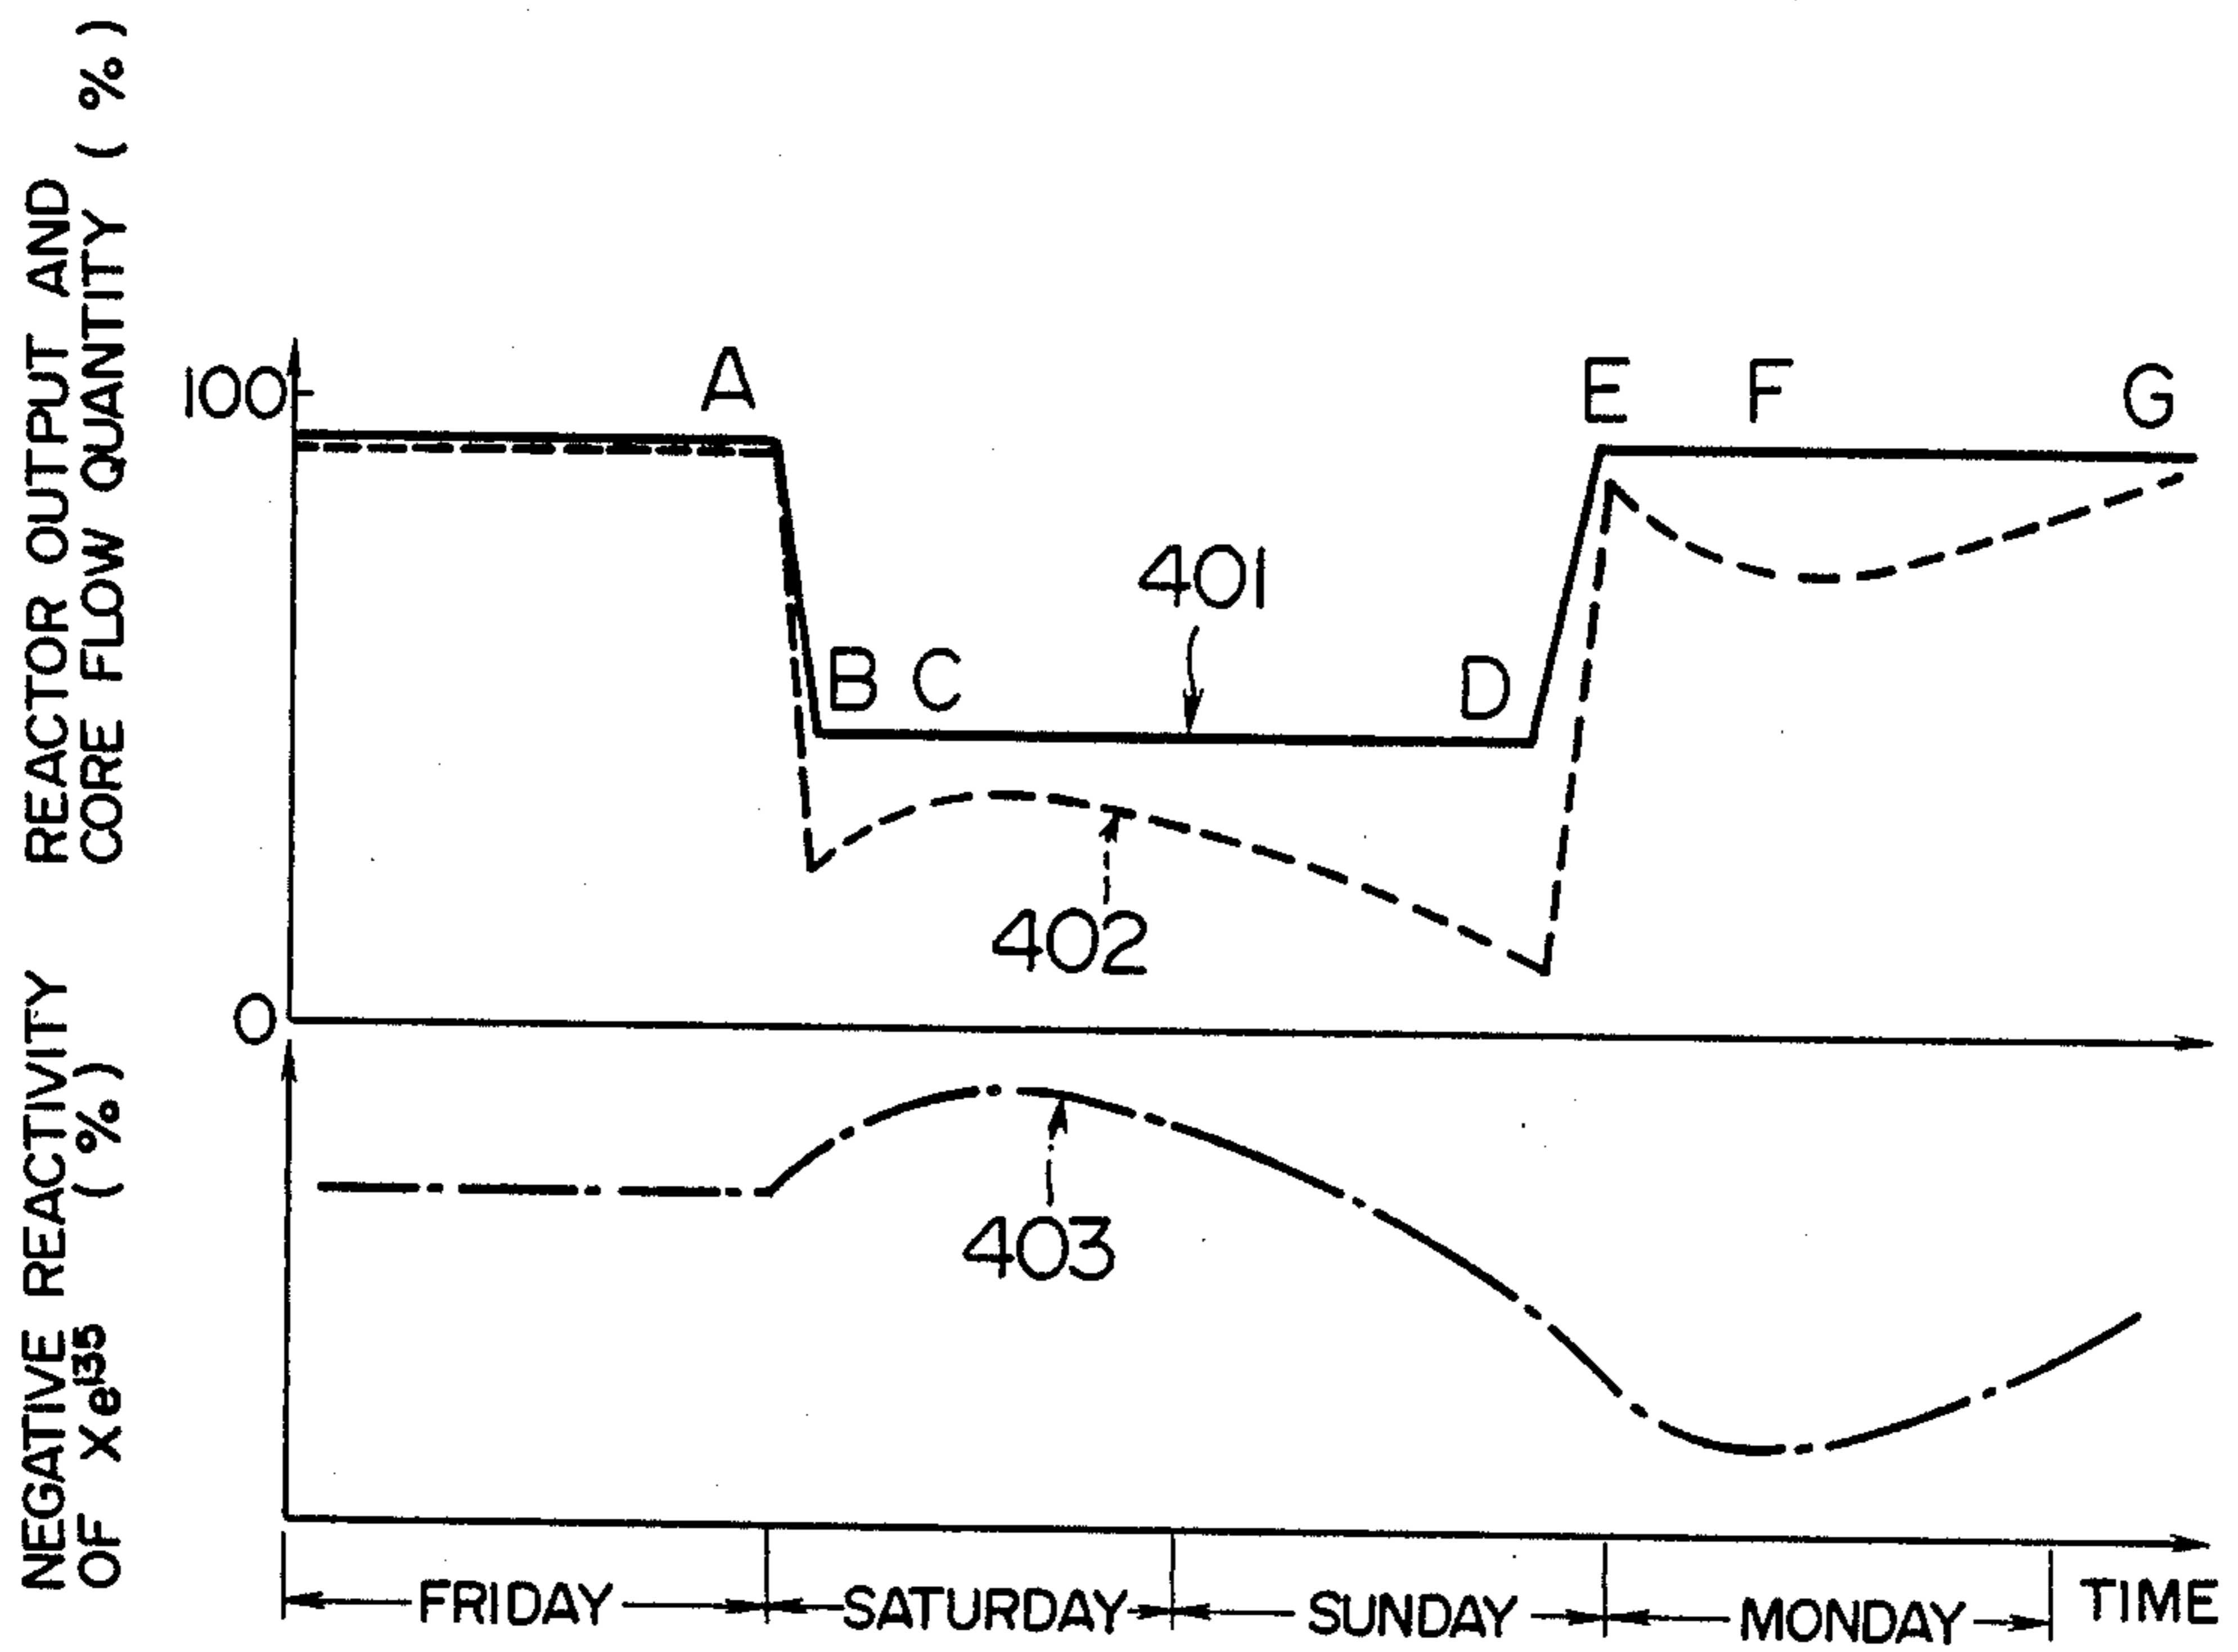 REACTOR OUTPUT AND
CORE FLOW QUANTITY (%)
100
A
E
F
G
401
B
C
D
402
0
NEGATIVE REACTIVITY
OF Xe135 (%)
403
FRIDAY
SATURDAY
SUNDAY
MONDAY
TIME